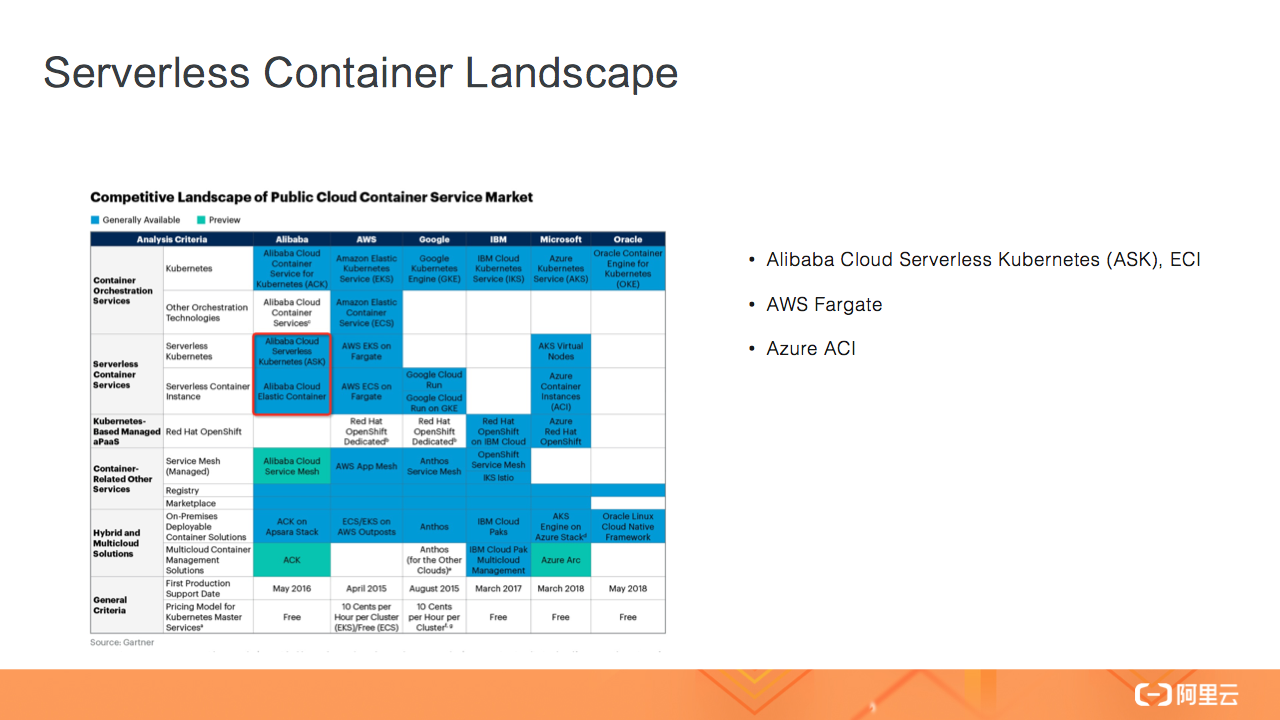 Serverless Container Landscape
Competitive Landscape of Public Cloud Container Service Market
Generally Available Preview
Analysis Criteria Alibaba AWS Google IBM Microsoft Oracle
Container
Orchestration
Services
Kubernetes
Alibaba Cloud
Container
Service for
Kubernetes (ACK)
Amazon Elastic
Kubernetes
Service (EKS)
Google
Kubernetes
Engine (GKE)
IBM Cloud
Kubernetes
Service (IKS)
Azure
Kubernetes
Service (AKS)
Oracle Container
Engine for
Kubernetes
(OKE)
Other Orchestration
Technologies
Alibaba Cloud
Container
Servicesᶜ
Amazon Elastic
Container
Service (ECS)
Serverless
Container
Services
Serverless
Kubernetes
Alibaba Cloud
Serverless
Kubernetes (ASK)
AWS EKS on
Fargate
AKS Virtual
Nodes
Serverless Container
Instance
Alibaba Cloud
Elastic Container
AWS ECS on
Fargate
Google Cloud
Run
Google Cloud
Run on GKE
Azure
Container
Instances
(ACI)
Kubernetes-
Based Managed
aPaaS
Red Hat OpenShift
Red Hat
OpenShift
Dedicatedᵇ
Red Hat
OpenShift
Dedicatedᵇ
Red Hat
OpenShift
on IBM Cloud
Azure
Red Hat
OpenShift
Container-
Related Other
Services
Service Mesh
(Managed)
Alibaba Cloud
Service Mesh
AWS App Mesh
Anthos
Service Mesh
OpenShift
Service Mesh
IKS Istio
Registry
Marketplace
Hybrid and
Multicloud
Solutions
On-Premises
Deployable
Container Solutions
ACK on
Apsara Stack
ECS/EKS on
AWS Outposts
Anthos
IBM Cloud
Paks
AKS
Engine on
Azure Stackᵈ
Oracle Linux
Cloud Native
Framework
Multicloud Container
Management
Solutions
ACK
Anthos
(for the Other
Clouds)ᵉ
IBM Cloud Pak
Multicloud
Management
Azure Arc
General
Criteria
First Production
Support Date
May 2016
April 2015
August 2015
March 2017
March 2018
May 2018
Pricing Model for
Kubernetes Master
Servicesᵃ
Free
10 Cents per
Hour per Cluster
(EKS)/Free (ECS)
10 Cents
per Hour per
Clusterᶠ·ᵍ
Free
Free
Free
Source: Gartner
• Alibaba Cloud Serverless Kubernetes (ASK), ECI
• AWS Fargate
• Azure ACI
阿里云